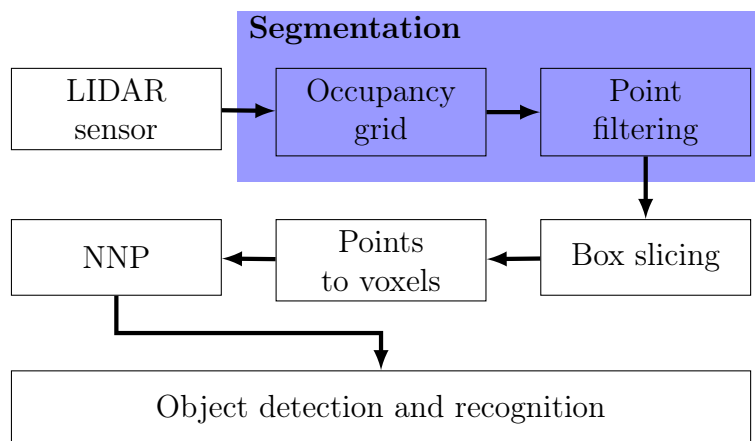 Segmentation
LIDAR
sensor
Occupancy
grid
Point
filtering
NNP
Points
to voxels
Box slicing
Object detection and recognition